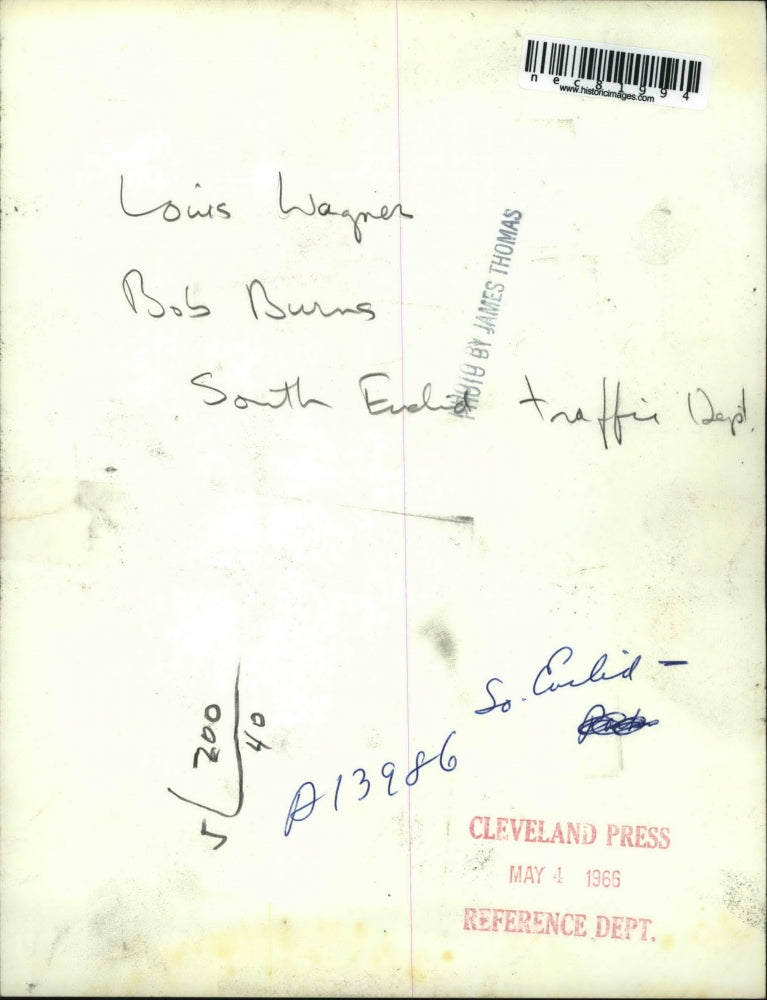 nec81994
www.historicimages.com
Louis Wagner
PHOTO BY JAMES THOMAS
Bob Burns
South Euclid traffic Dept.
So. Euclid -
200
40
5
A13986
CLEVELAND PRESS
MAY 4 1966
REFERENCE DEPT.